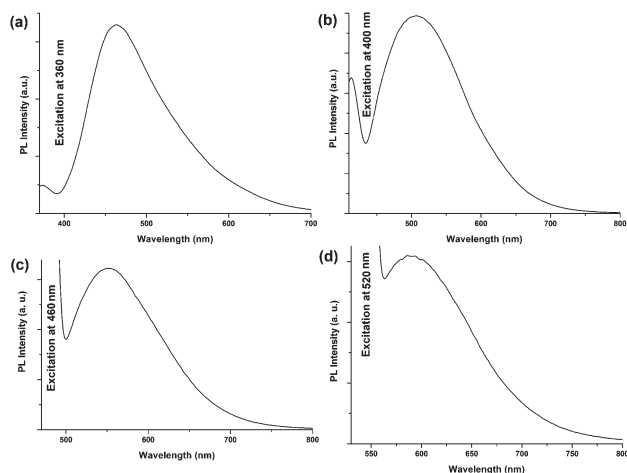 (a)
PL Intensity (a.u.)
Excitation at 360 nm
400 500 600 700
Wavelength (nm)
(b)
PL Intensity (a.u.)
Excitation at 400 nm
500 600 700 800
Wavelength (nm)
(c)
PL Intensity (a. u.)
Excitation at 460 nm
500 600 700 800
Wavelength (nm)
(d)
PL Intensity (a.u.)
Excitation at 520 nm
550 600 650 700 750 800
Wavelength (nm)